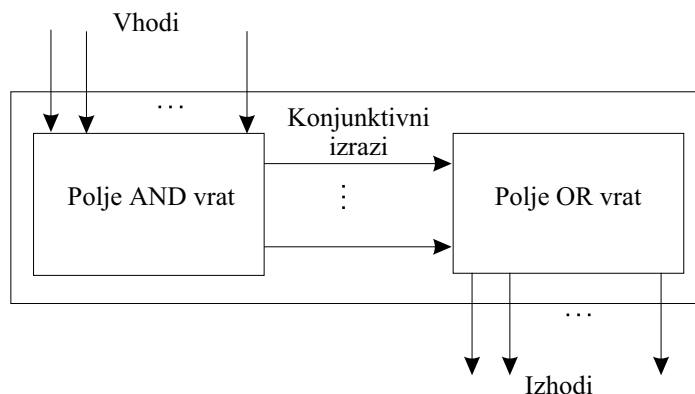 Vhodi
...
Konjunktivni
izrazi
Polje AND vrat
...
Polje OR vrat
...
Izhodi